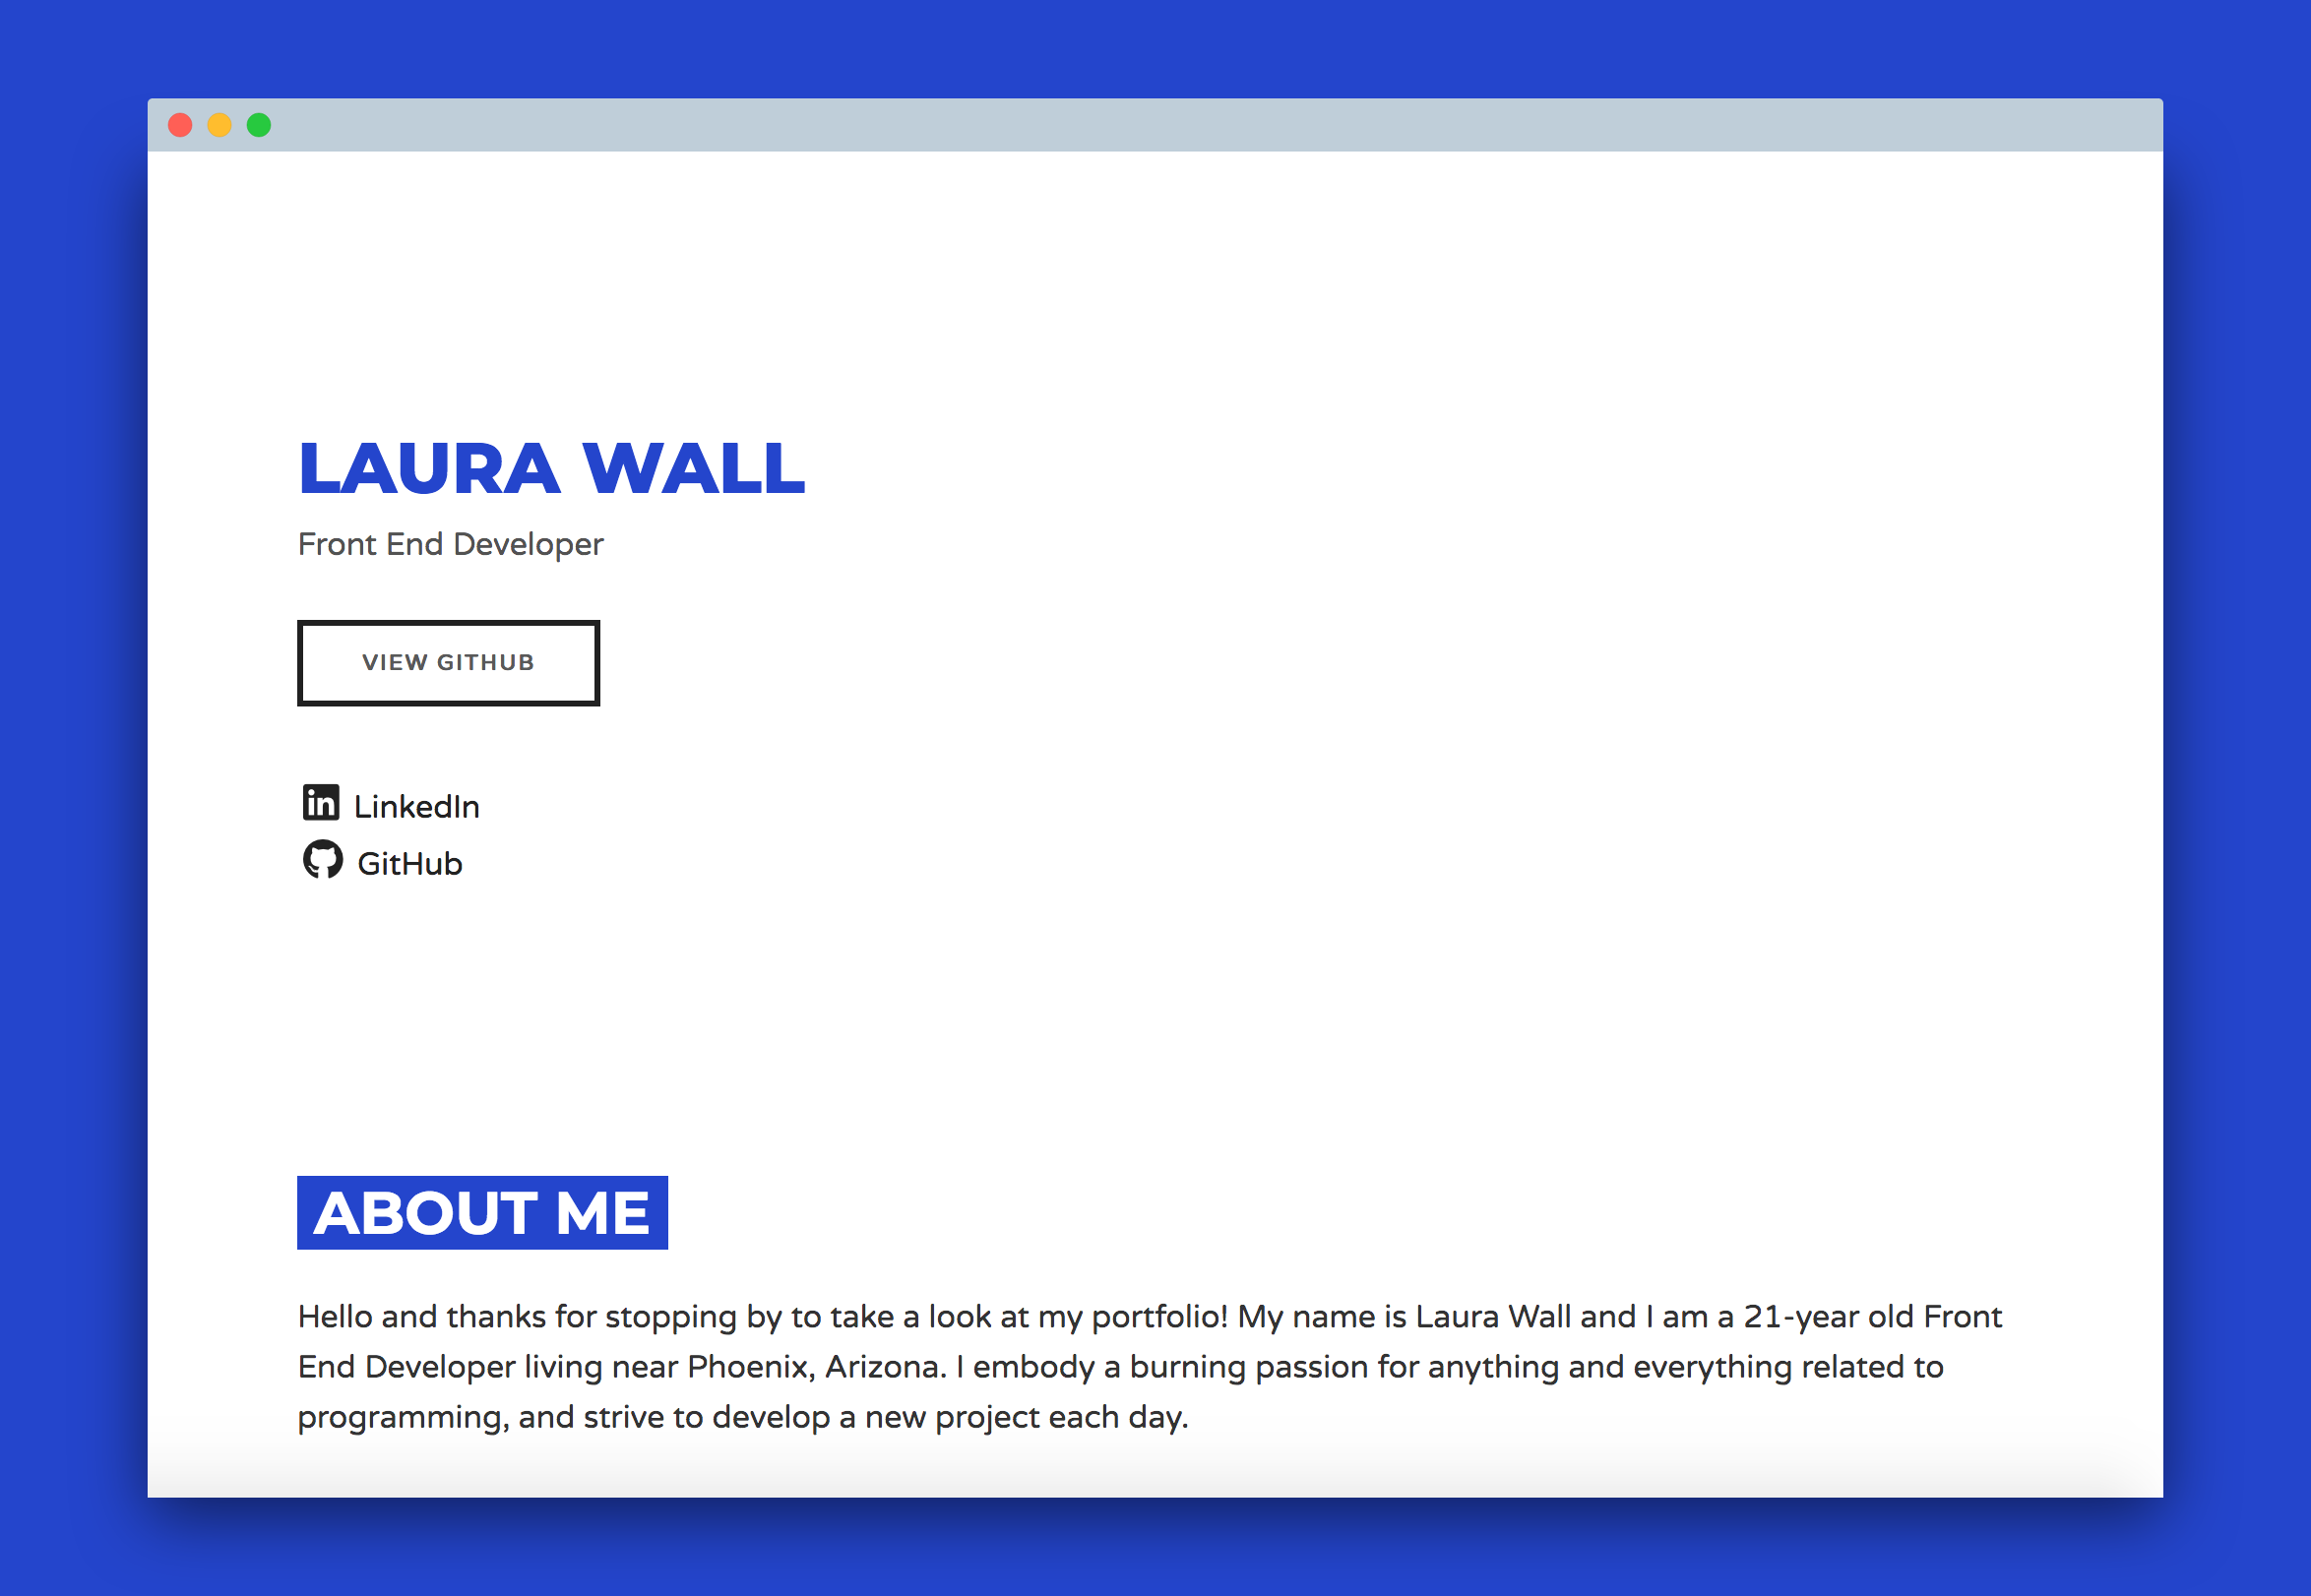 LAURA WALL
Front End Developer
VIEW GITHUB
LinkedIn
GitHub
ABOUT ME
Hello and thanks for stopping by to take a look at my portfolio! My name is Laura Wall and I am a 21-year old Front
End Developer living near Phoenix, Arizona. I embody a burning passion for anything and everything related to
programming, and strive to develop a new project each day.